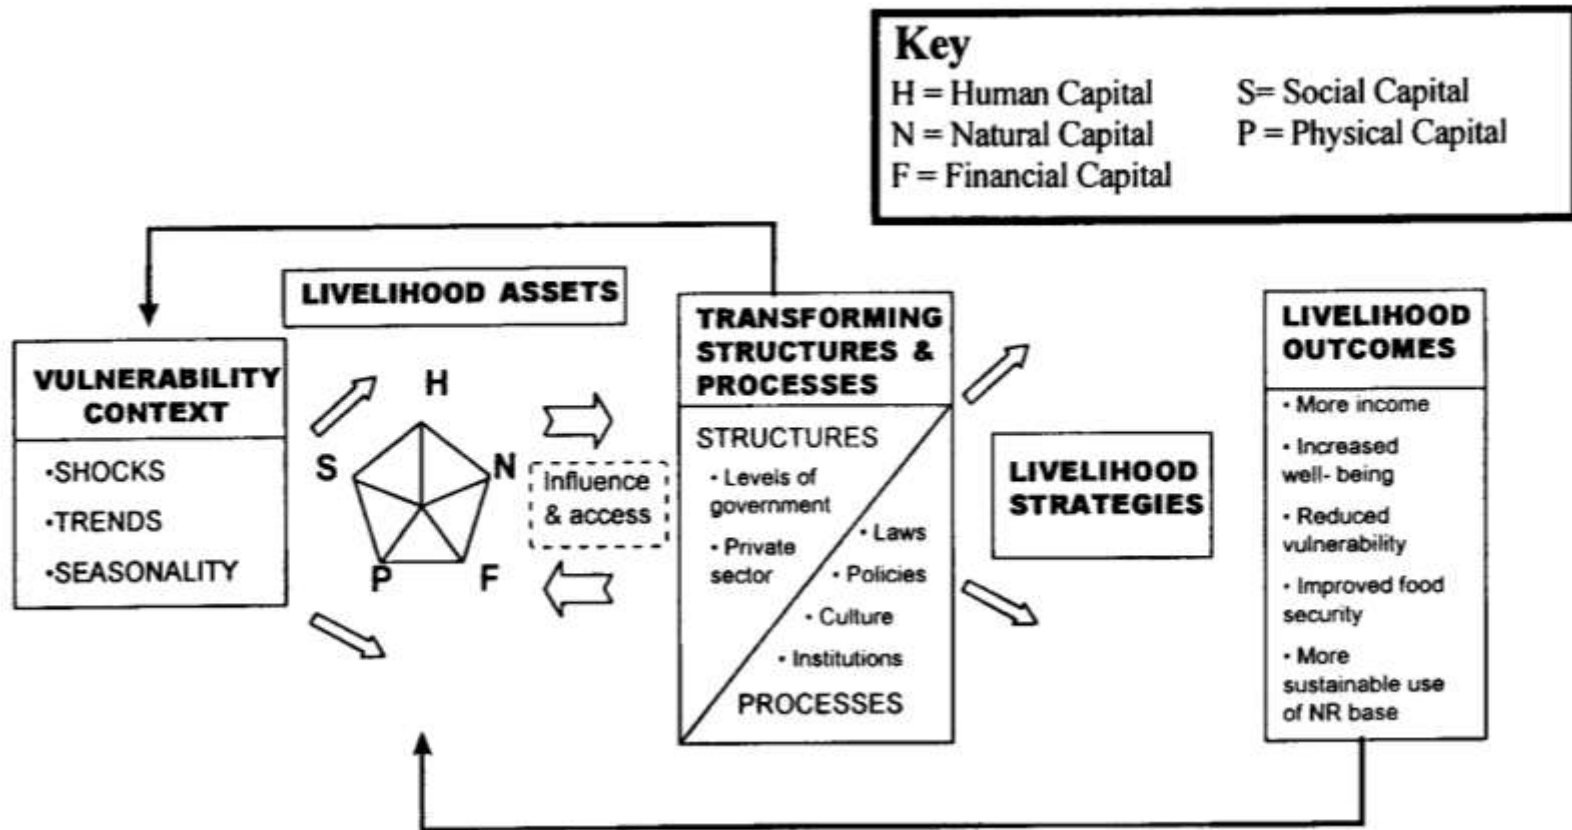 Key
H = Human Capital
S= Social Capital
N = Natural Capital
P = Physical Capital
F = Financial Capital
LIVELIHOOD ASSETS
VULNERABILITY
CONTEXT
•SHOCKS
•TRENDS
•SEASONALITY
H
S
N
P
F
Influence
& access
TRANSFORMING
STRUCTURES &
PROCESSES
STRUCTURES
• Levels of
government
• Private
sector
• Laws
• Policies
• Culture
• Institutions
PROCESSES
LIVELIHOOD
STRATEGIES
LIVELIHOOD
OUTCOMES
• More income
• Increased
well- being
• Reduced
vulnerability
• Improved food
security
• More
sustainable use
of NR base